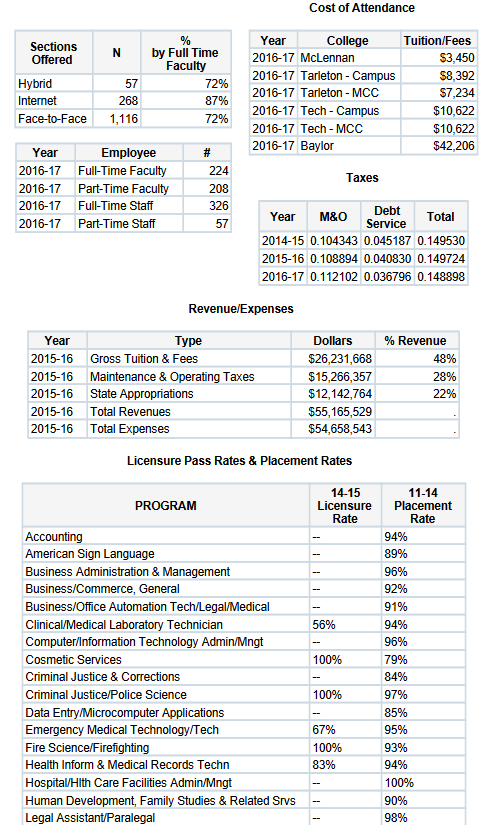 Cost of Attendance
Sections Offered N % by Full Time Faculty
Hybrid 57 72%
Internet 268 87%
Face-to-Face 1,116 72%
Year Employee #
2016-17 Full-Time Faculty 224
2016-17 Part-Time Faculty 208
2016-17 Full-Time Staff 326
2016-17 Part-Time Staff 57
Year College Tuition/Fees
2016-17 McLennan $3,450
2016-17 Tarleton - Campus $8,392
2016-17 Tarleton - MCC $7,234
2016-17 Tech - Campus $10,622
2016-17 Tech - MCC $10,622
2016-17 Baylor $42,206
Taxes
Year M&O Debt Service Total
2014-15 0.104343 0.045187 0.149530
2015-16 0.108894 0.040830 0.149724
2016-17 0.112102 0.036796 0.148898
Revenue/Expenses
Year Type Dollars % Revenue
2015-16 Gross Tuition & Fees $26,231,668 48%
2015-16 Maintenance & Operating Taxes $15,266,357 28%
2015-16 State Appropriations $12,142,764 22%
2015-16 Total Revenues $55,165,529 .
2015-16 Total Expenses $54,658,543 .
Licensure Pass Rates & Placement Rates
PROGRAM 14-15 Licensure Rate 11-14 Placement Rate
Accounting -- 94%
American Sign Language -- 89%
Business Administration & Management -- 96%
Business/Commerce, General -- 92%
Business/Office Automation Tech/Legal/Medical -- 91%
Clinical/Medical Laboratory Technician 56% 94%
Computer/Information Technology Admin/Mngt -- 96%
Cosmetic Services 100% 79%
Criminal Justice & Corrections -- 84%
Criminal Justice/Police Science 100% 97%
Data Entry/Microcomputer Applications -- 85%
Emergency Medical Technology/Tech 67% 95%
Fire Science/Firefighting 100% 93%
Health Inform & Medical Records Techn 83% 94%
Hospital/Hlth Care Facilities Admin/Mngt -- 100%
Human Development, Family Studies & Related Srvs -- 90%
Legal Assistant/Paralegal -- 98%